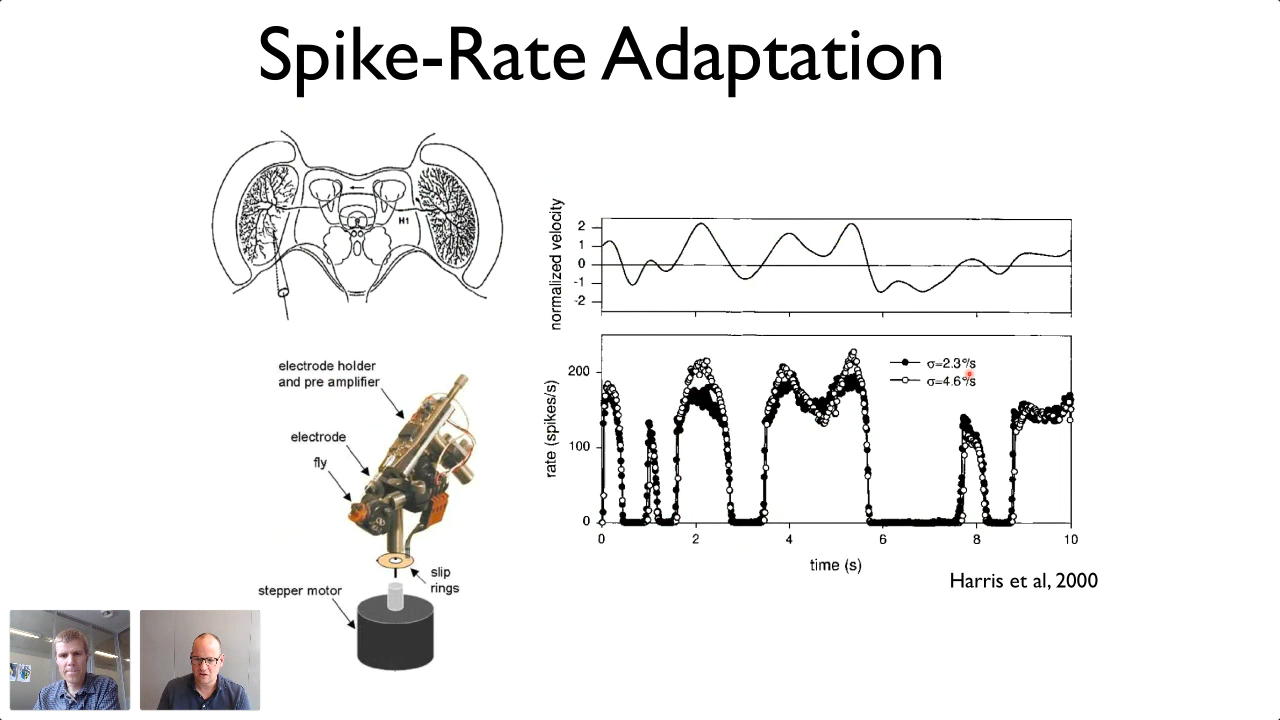 Spike-Rate Adaptation
H1
electrode holder
and pre amplifier
electrode
fly
slip
rings
stepper motor
normalized velocity
2
1
0
-1
-2
rate (spikes/s)
200
100
0
σ=2.3°/s
σ=4.6°/s
0 2 4 6 8 10
time (s)
Harris et al, 2000